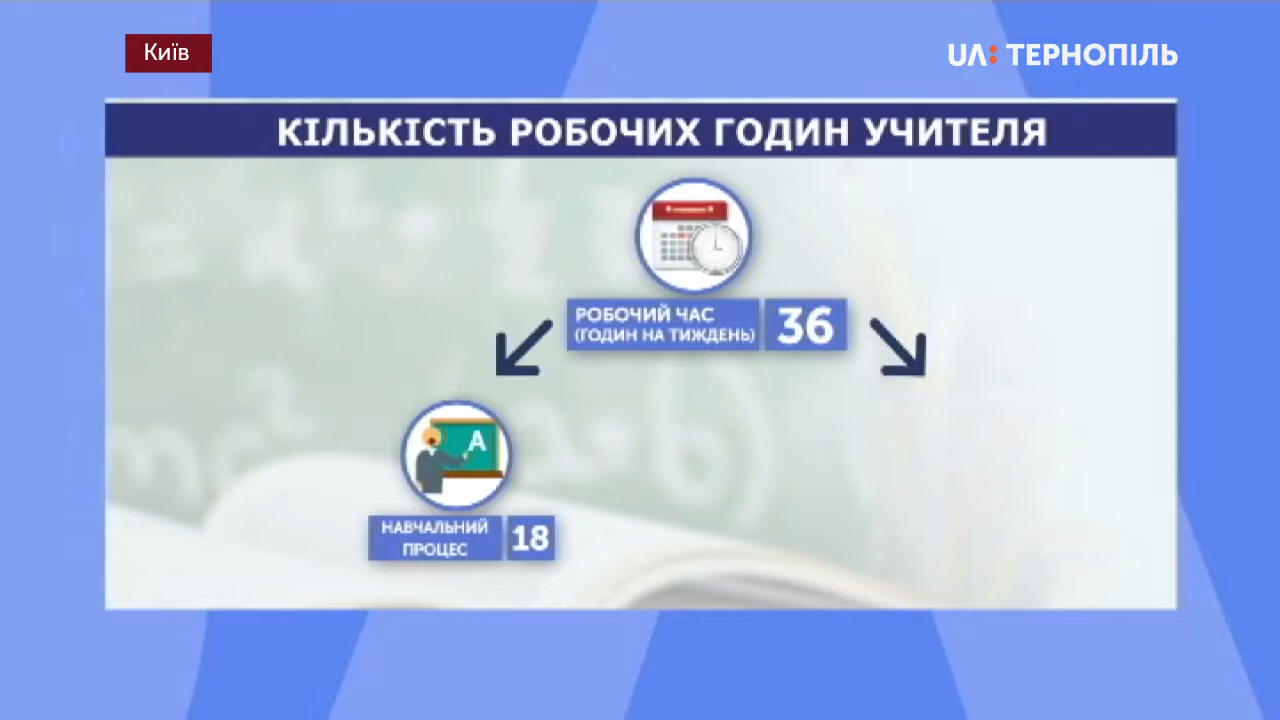 Київ
UA: ТЕРНОПІЛЬ
КІЛЬКІСТЬ РОБОЧИХ ГОДИН УЧИТЕЛЯ
РОБОЧИЙ ЧАС
(ГОДИН НА ТИЖДЕНЬ)
36
A
НАВЧАЛЬНИЙ
ПРОЦЕС
18